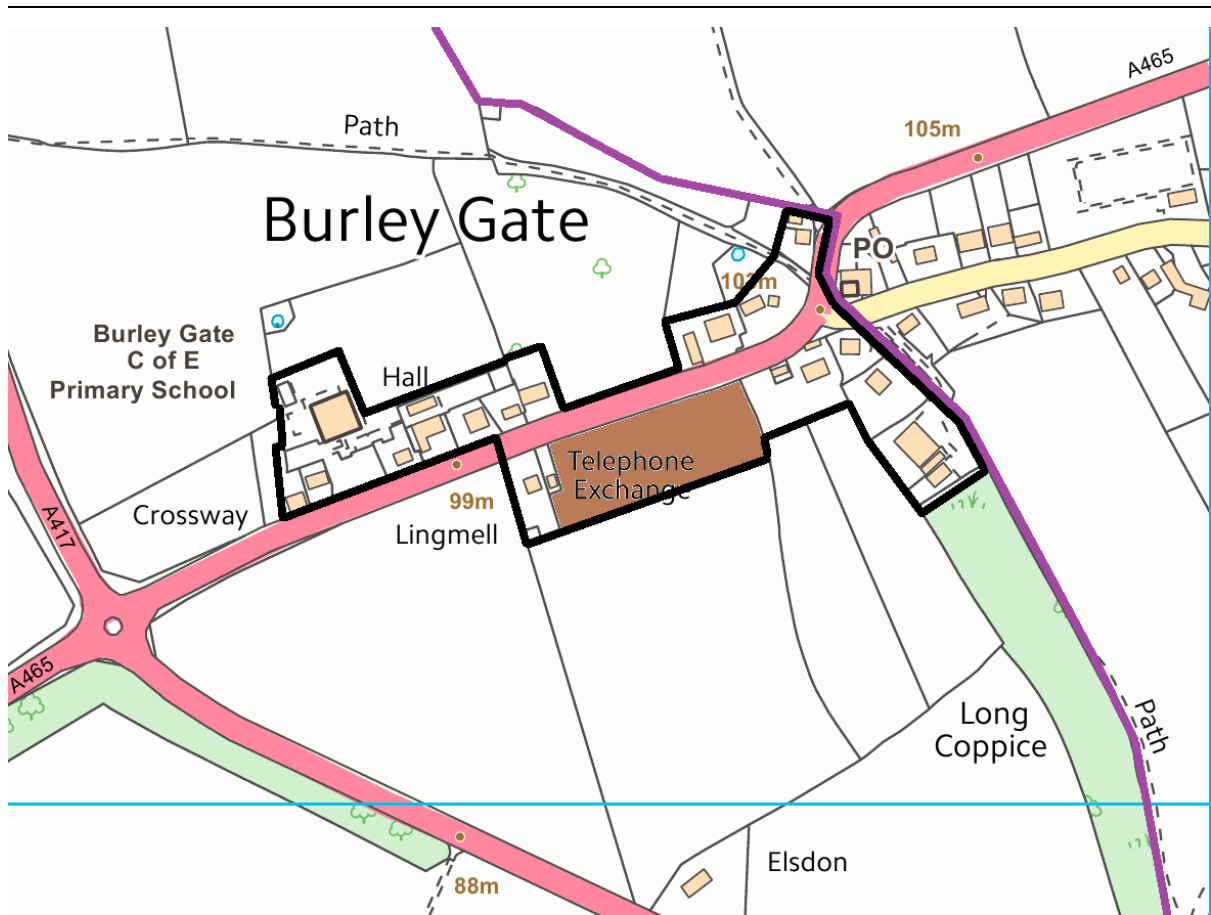 A465
105m
Path
Burley Gate
PO
103m
Burley Gate
C of E
Primary School
Hall
Telephone
Exchange
99m
Crossway
Lingmell
A417
A465
Long
Coppice
Path
Elsdon
88m